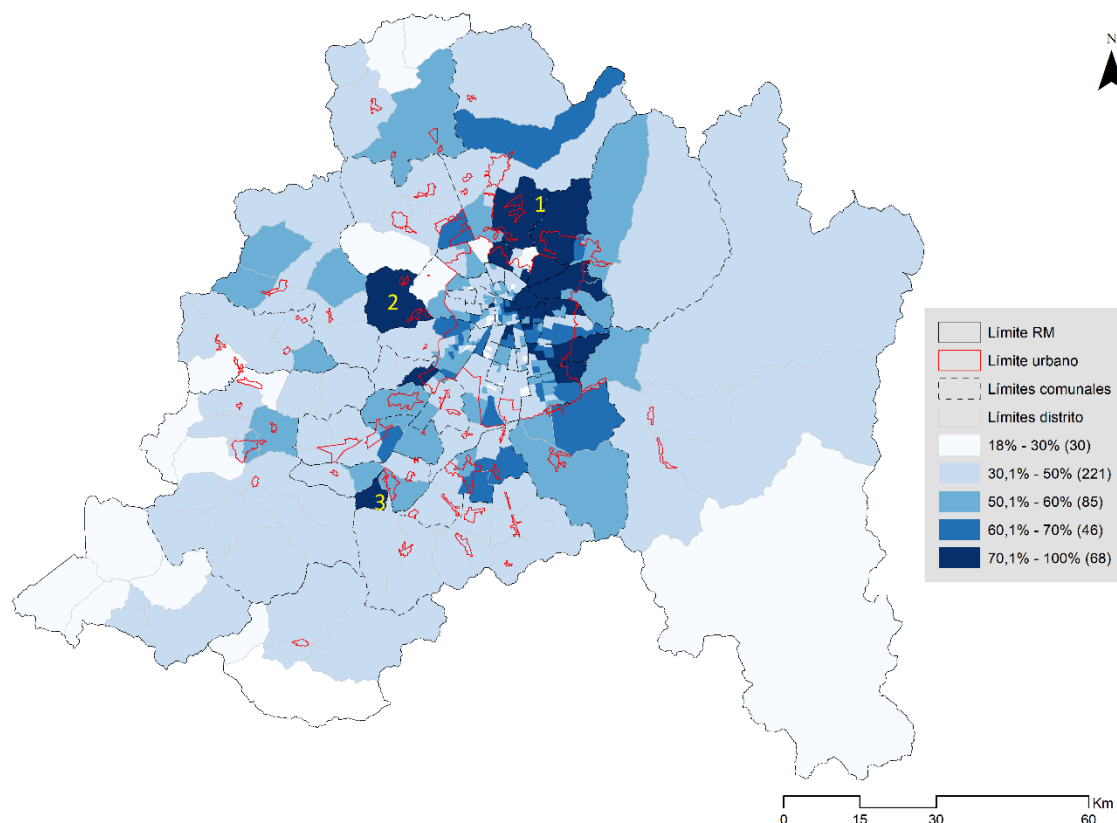 N
1
2
3
Límite RM
Límite urbano
Límites comunales
Límites distrito
18% - 30% (30)
30,1% - 50% (221)
50,1% - 60% (85)
60,1% - 70% (46)
70,1% - 100% (68)
Km
0 15 30 60